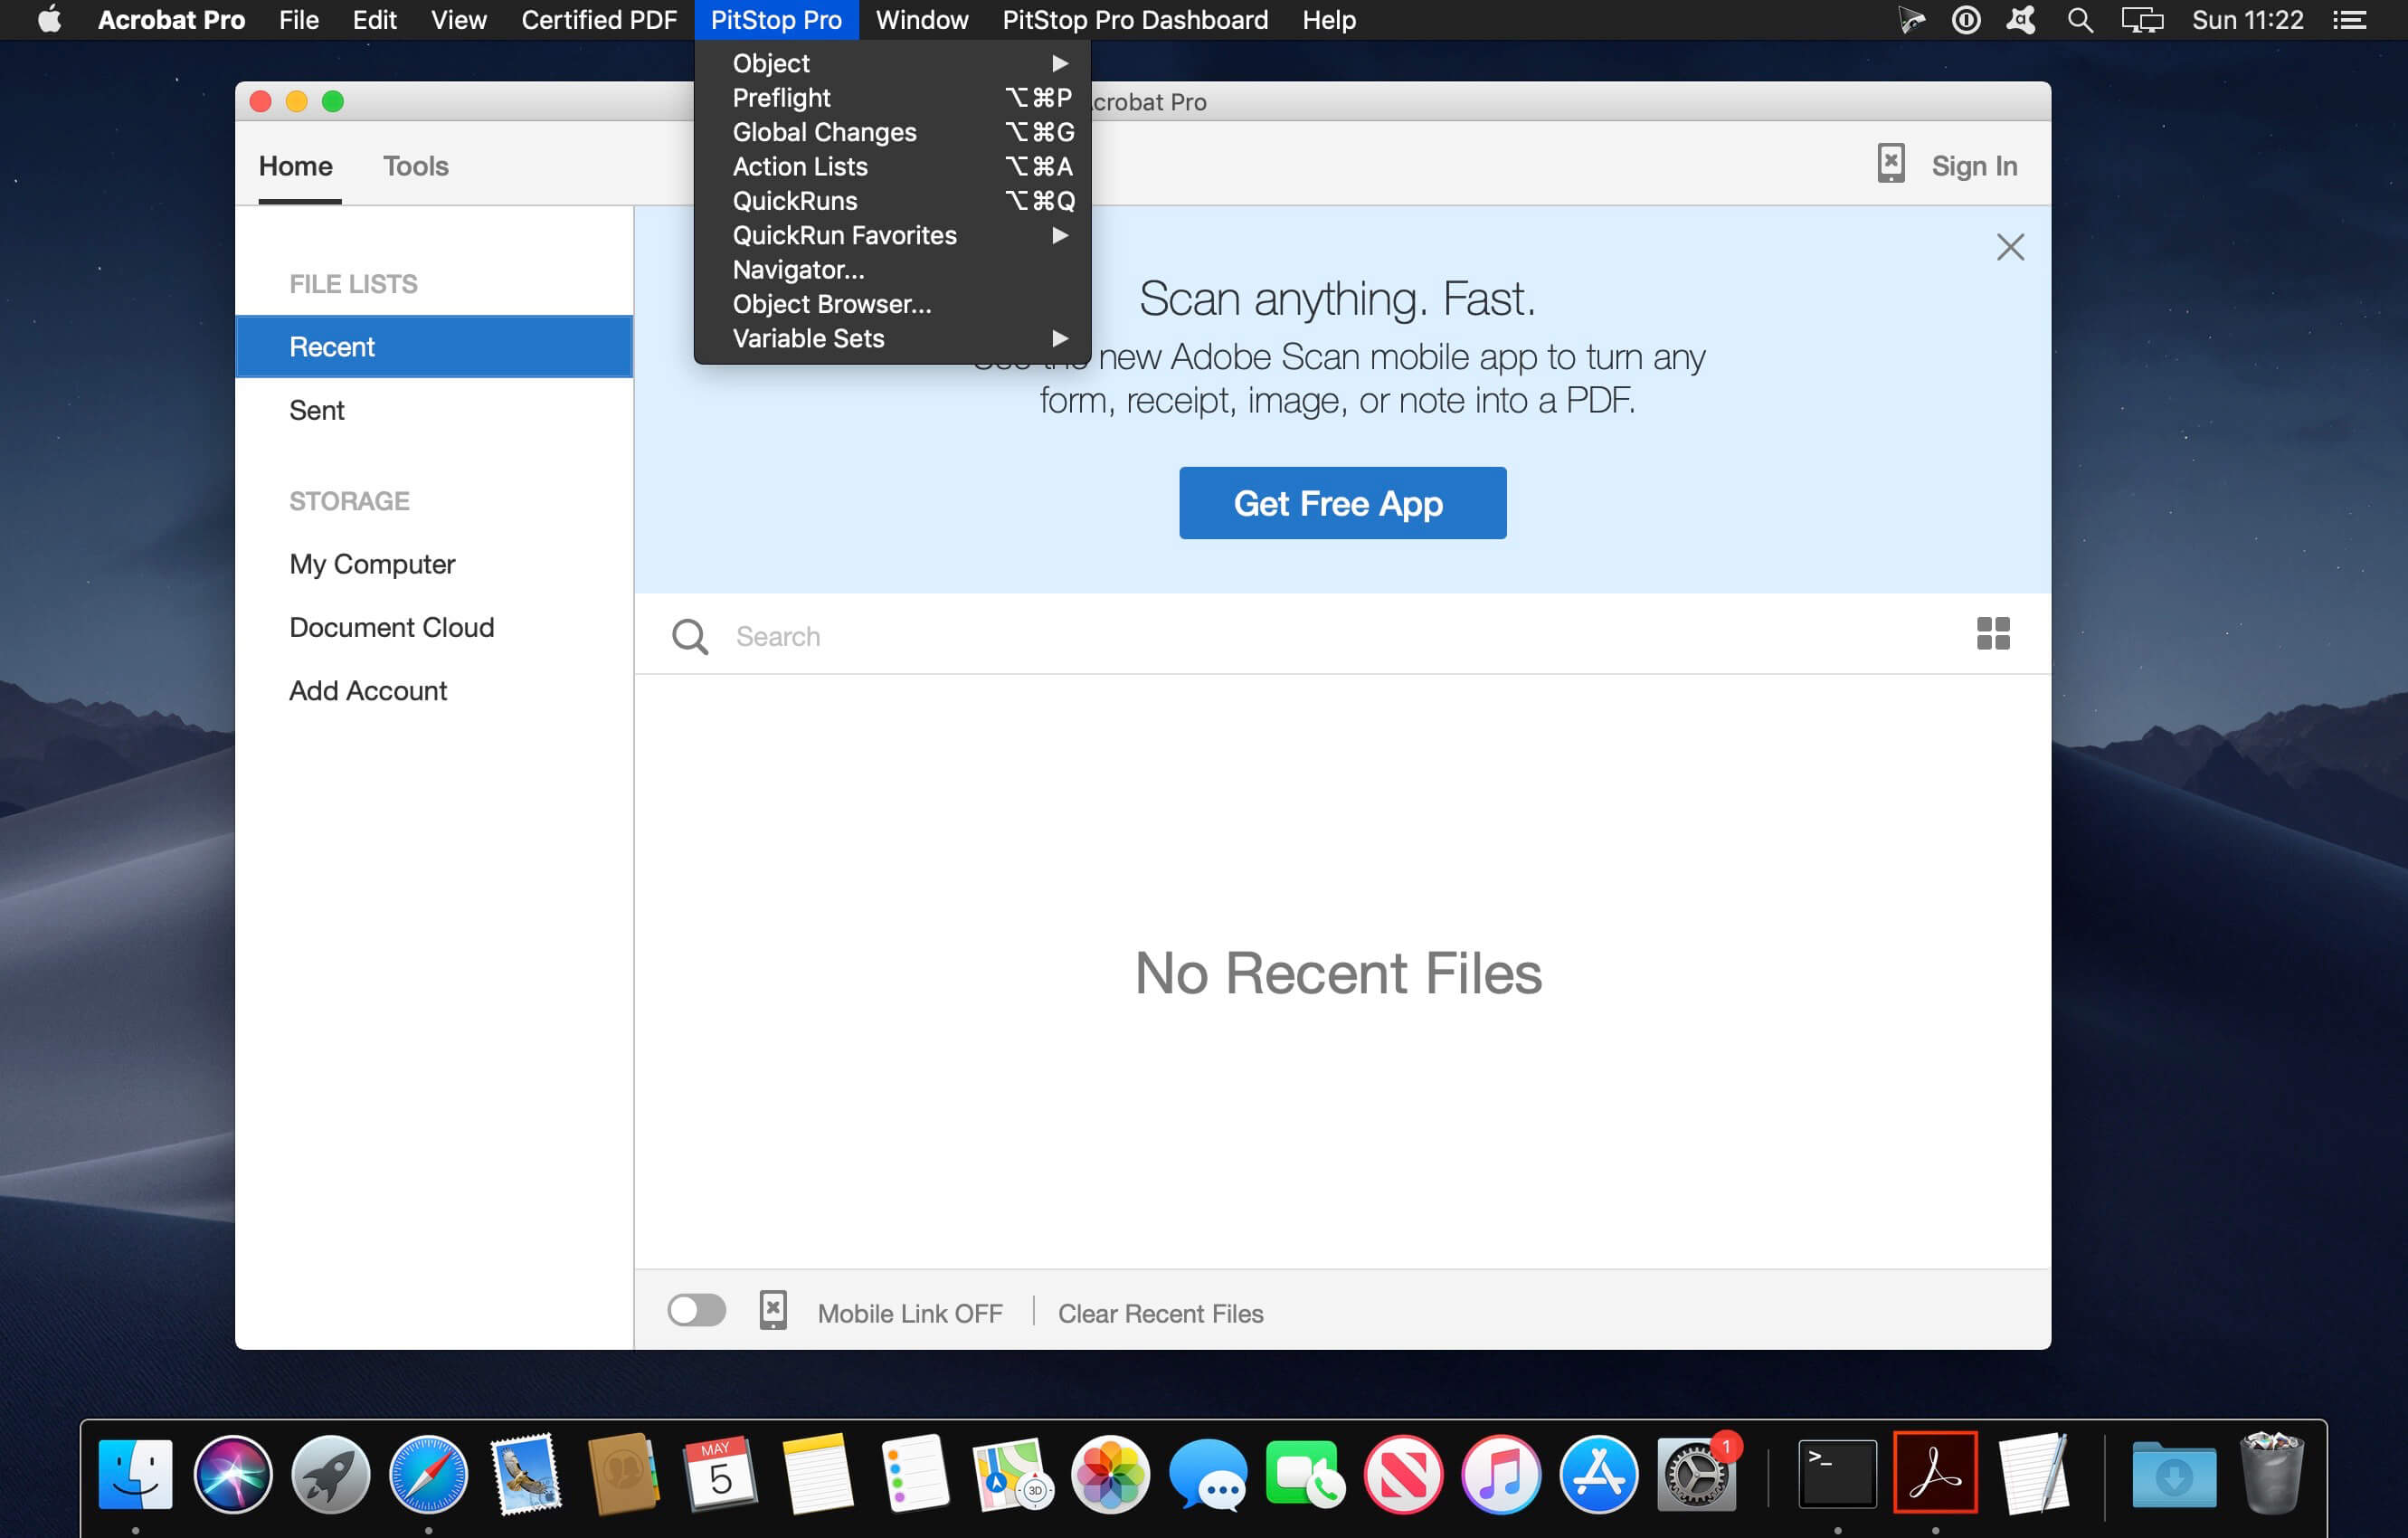 Acrobat Pro File Edit View Certified PDF PitStop Pro Window PitStop Pro Dashboard Help Sun 11:22
Object
Preflight ⌥⌘P
Global Changes ⌥⌘G
Action Lists ⌥⌘A
QuickRuns ⌥⌘Q
QuickRun Favorites
Navigator...
Object Browser...
Variable Sets
crobat Pro
Home Tools Sign In
FILE LISTS
Recent
Sent
STORAGE
My Computer
Document Cloud
Add Account
Scan anything. Fast.
new Adobe Scan mobile app to turn any
form, receipt, image, or note into a PDF.
Get Free App
Search
No Recent Files
Mobile Link OFF Clear Recent Files
MAY
5
3D
1
>_